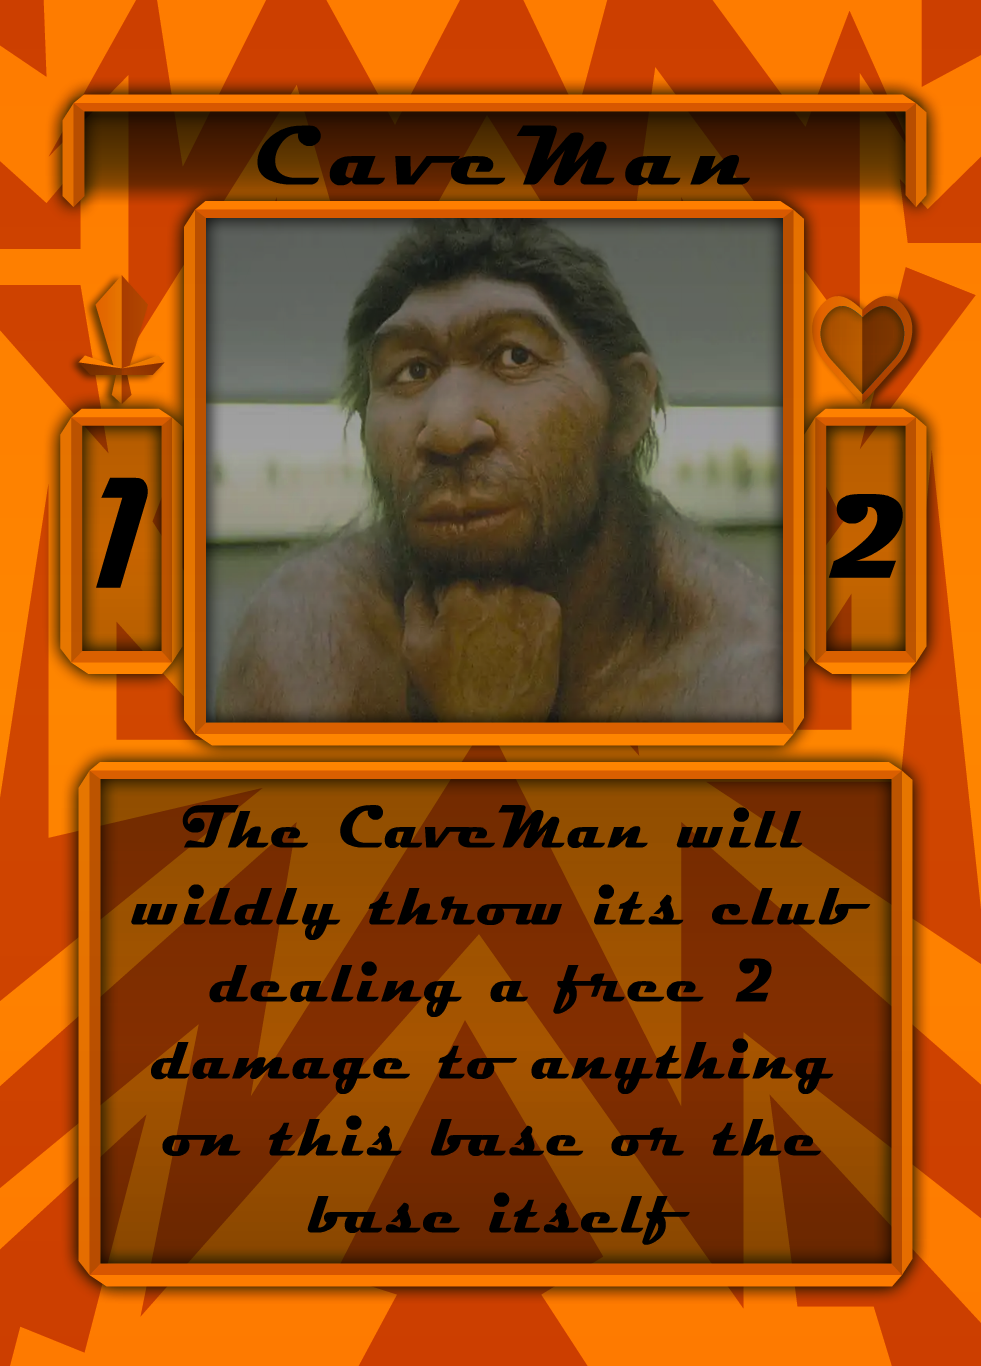 CaveMan
1
2
The CaveMan will
wildly throw its club
dealing a free 2
damage to anything
on this base or the
base itself